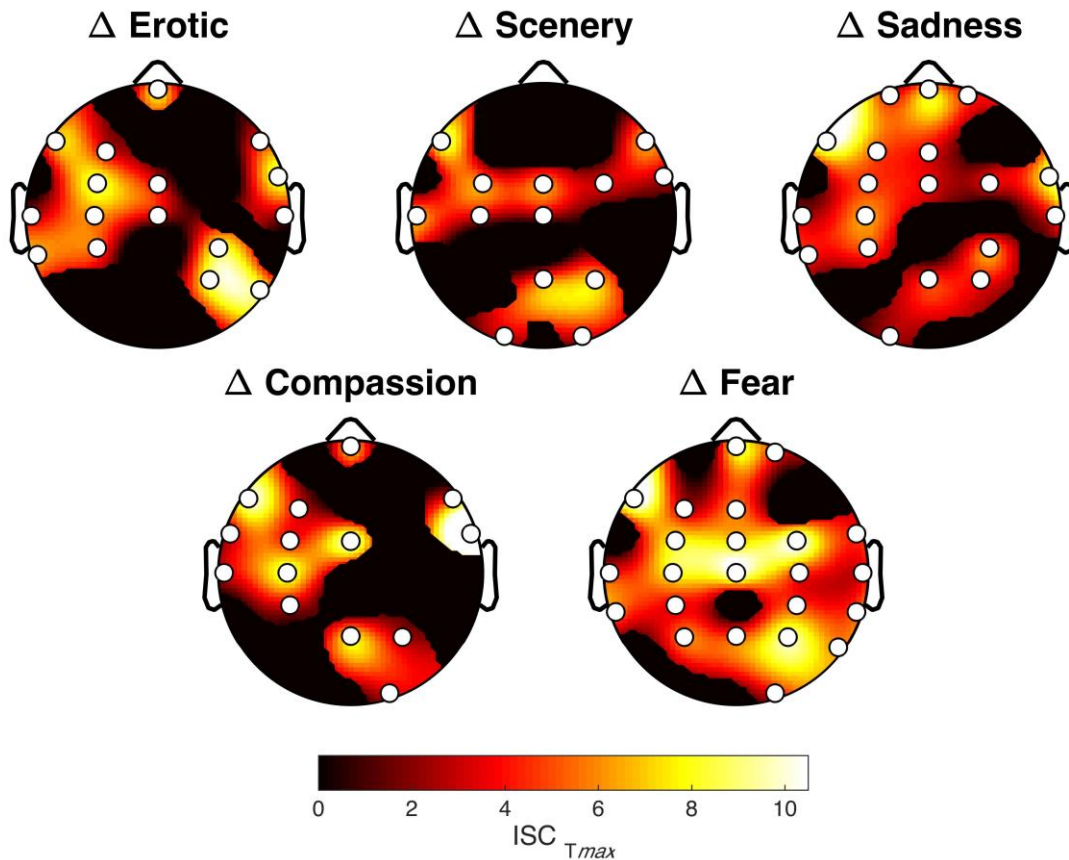 Δ Erotic
Δ Scenery
Δ Sadness
Δ Compassion
Δ Fear
0 2 4 6 8 10
ISC Tmax